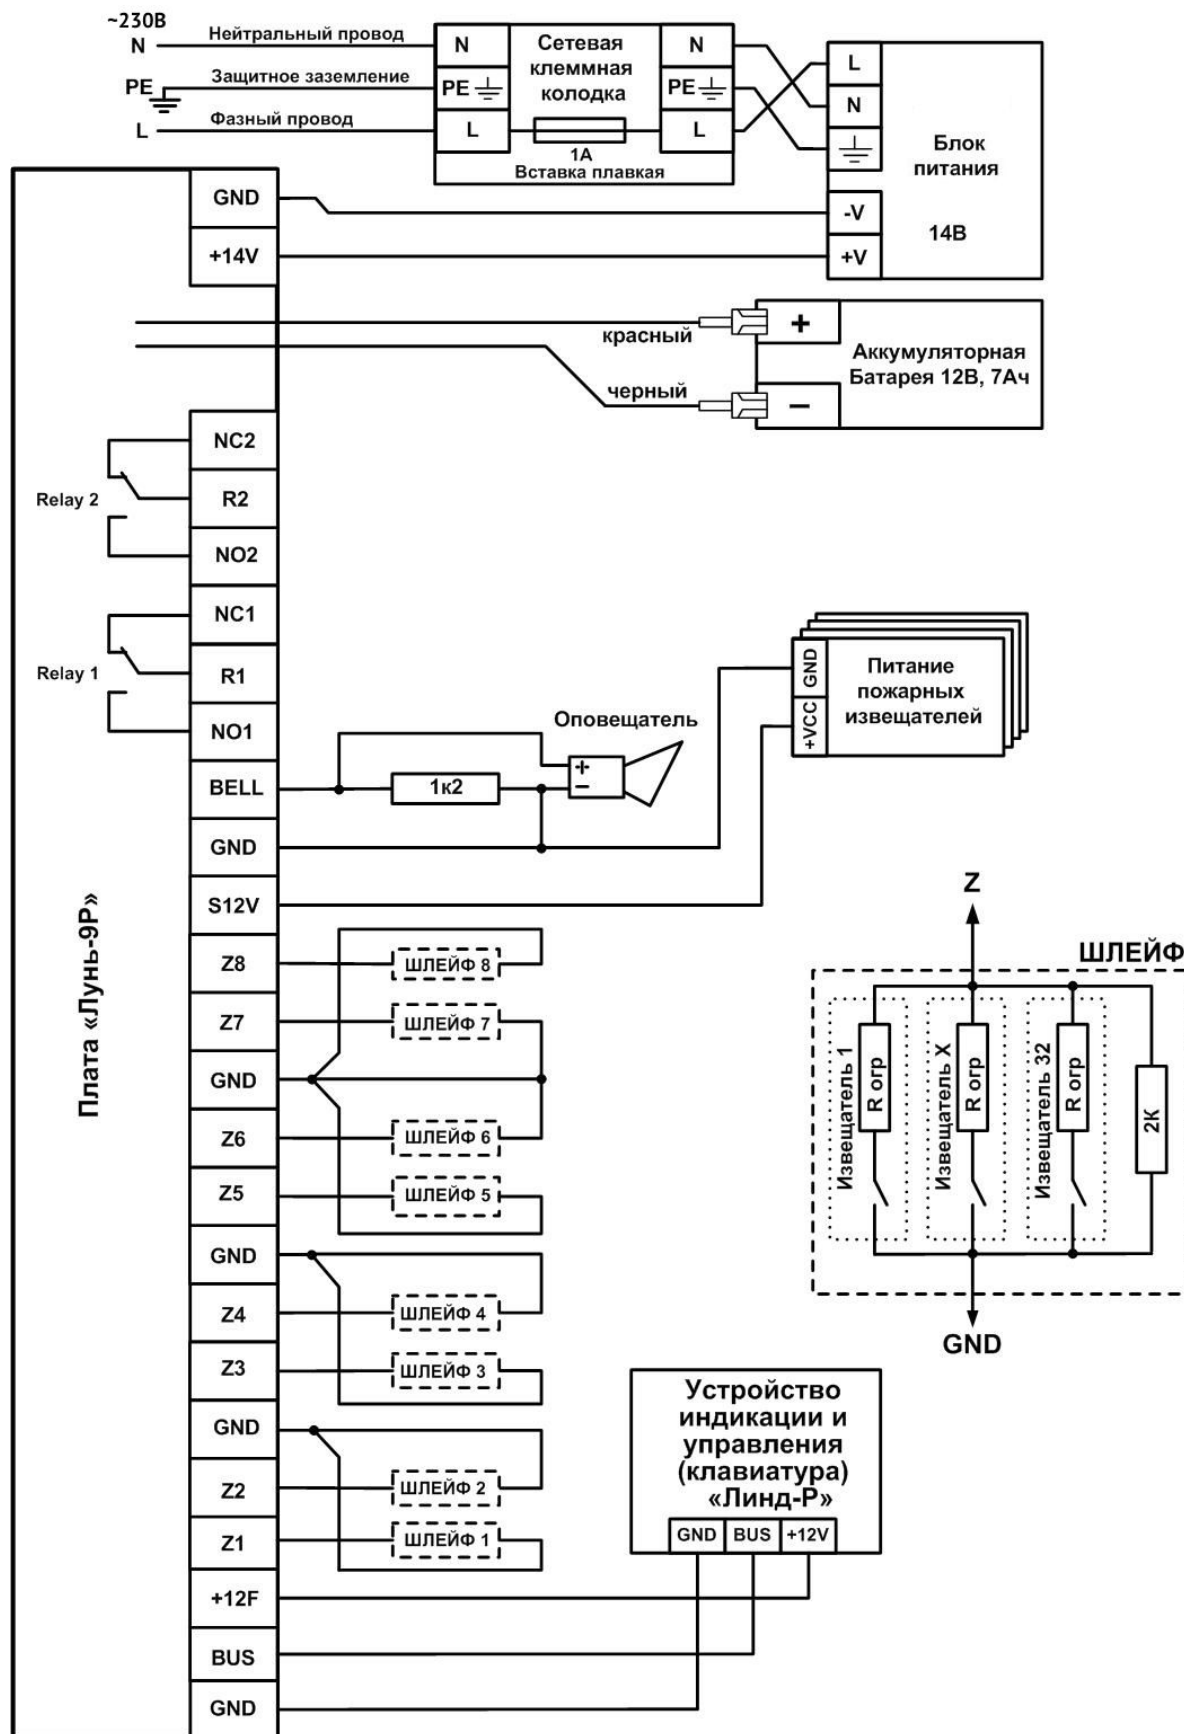 ~230В
N
Нейтральный провод
PE
Защитное заземление
L
Фазный провод
N
PE
L
Сетевая
клеммная
колодка
1А
Вставка плавкая
N
PE
L
L
N
Блок
питания
14В
-V
+V
GND
+14V
красный
черный
+
−
Аккумуляторная
Батарея 12В, 7Ач
NC2
R2
NO2
Relay 2
NC1
R1
NO1
Relay 1
BELL
GND
S12V
Z8
Z7
GND
Z6
Z5
GND
Z4
Z3
GND
Z2
Z1
+12F
BUS
GND
Плата «Лунь-9Р»
Оповещатель
1к2
+
−
GND
+VCC
Питание
пожарных
извещателей
ШЛЕЙФ 8
ШЛЕЙФ 7
ШЛЕЙФ 6
ШЛЕЙФ 5
ШЛЕЙФ 4
ШЛЕЙФ 3
ШЛЕЙФ 2
ШЛЕЙФ 1
Z
ШЛЕЙФ
Извещатель 1
R огр
Извещатель X
R огр
Извещатель 32
R огр
2К
GND
Устройство
индикации и
управления
(клавиатура)
«Линд-Р»
GND
BUS
+12V